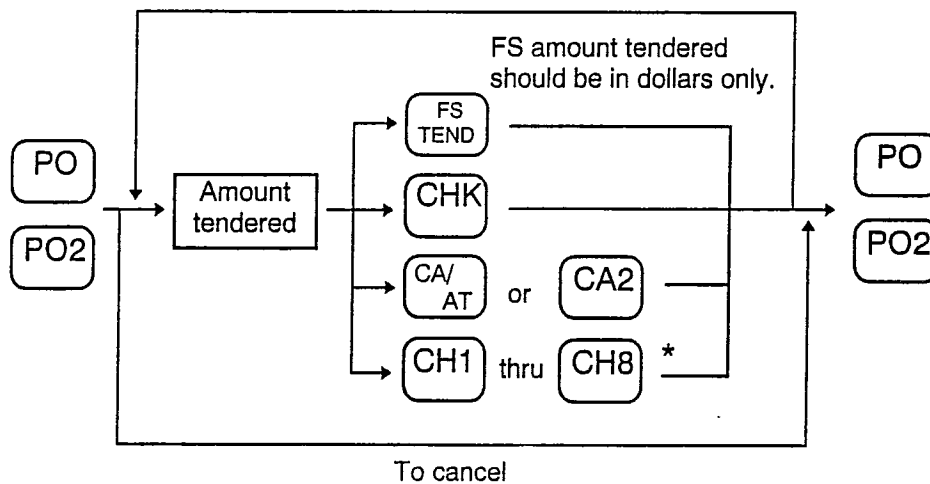 FS amount tendered
should be in dollars only.
FS
TEND
PO
PO
Amount
tendered
CHK
PO2
PO2
CA/
AT or CA2
CH1 thru CH8 *
To cancel